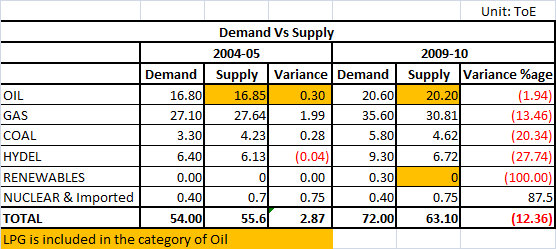 Unit: ToE
Demand Vs Supply
2004-05 2009-10
Demand Supply Variance Demand Supply Variance %age
OIL 16.80 16.85 0.30 20.60 20.20 (1.94)
GAS 27.10 27.64 1.99 35.60 30.81 (13.46)
COAL 3.30 4.23 0.28 5.80 4.62 (20.34)
HYDEL 6.40 6.13 (0.04) 9.30 6.72 (27.74)
RENEWABLES 0.00 0 0.00 0.30 0 (100.00)
NUCLEAR & Imported 0.40 0.7 0.75 0.40 0.75 87.5
TOTAL 54.00 55.6 2.87 72.00 63.10 (12.36)
LPG is included in the category of Oil